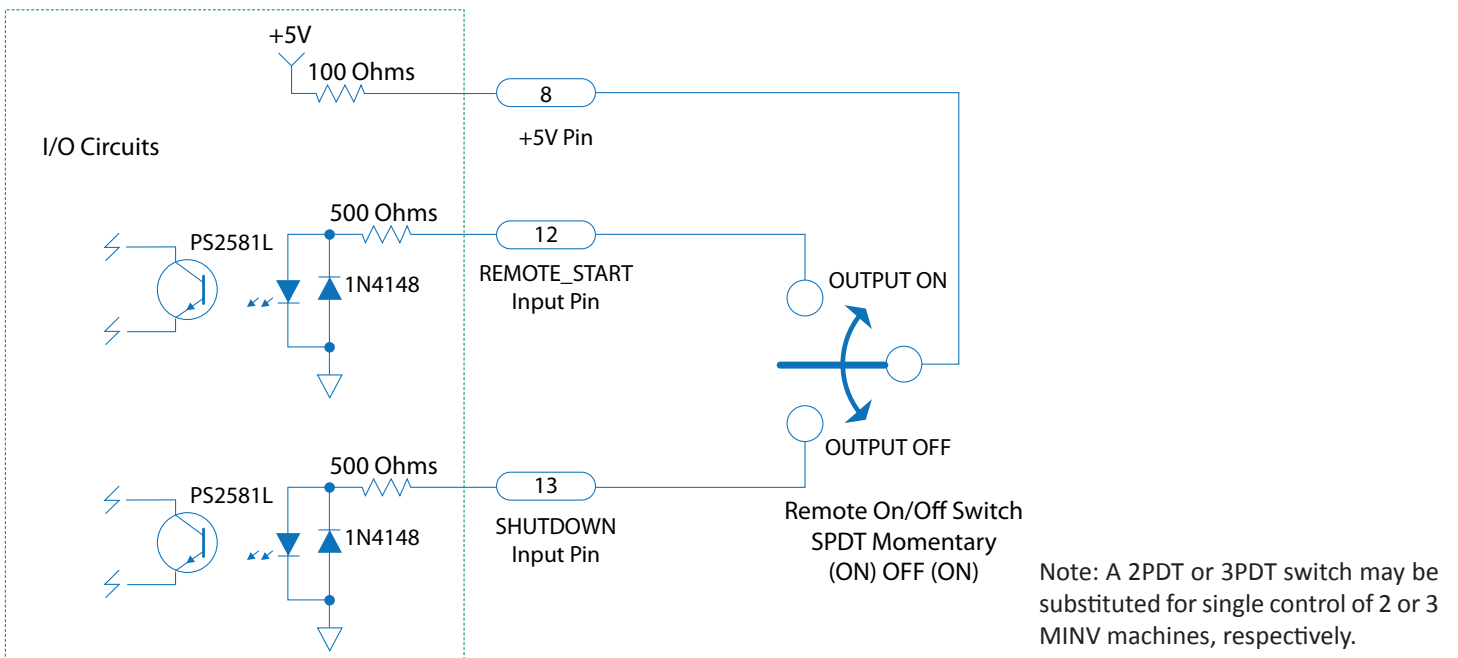 +5V
100 Ohms
8
+5V Pin
I/O Circuits
500 Ohms
PS2581L
12
1N4148
REMOTE_START
Input Pin
OUTPUT ON
OUTPUT OFF
500 Ohms
PS2581L
13
1N4148
SHUTDOWN
Input Pin
Remote On/Off Switch
SPDT Momentary
(ON) OFF (ON)
Note: A 2PDT or 3PDT switch may be
substituted for single control of 2 or 3
MINV machines, respectively.